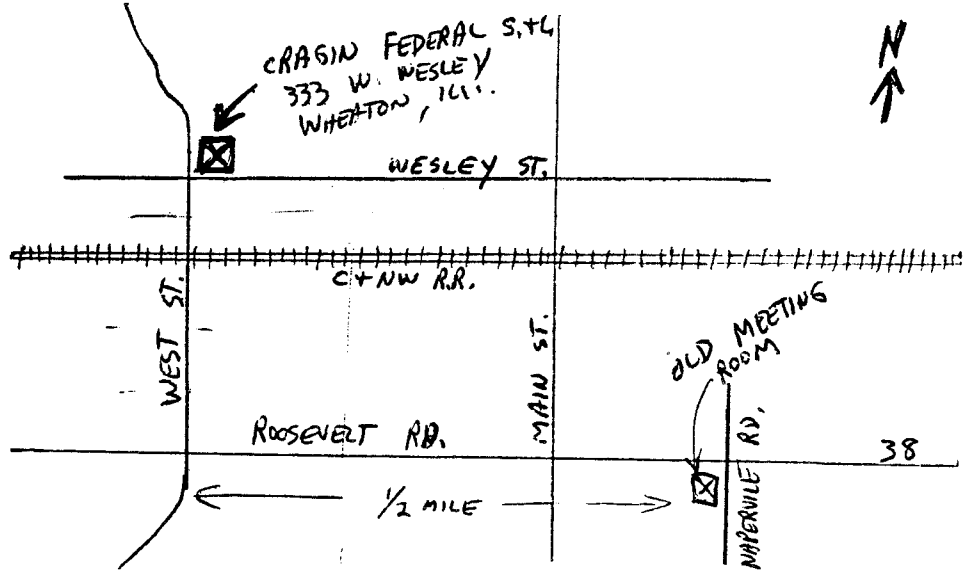 CRAGIN FEDERAL S.+L
333 W. WESLEY
WHEATON, ILL.
N
WESLEY ST.
C+NW R.R.
WEST ST.
MAIN ST.
OLD MEETING
ROOM
ROOSEVELT RD.
NAPERVILE RD.
38
1/2 MILE